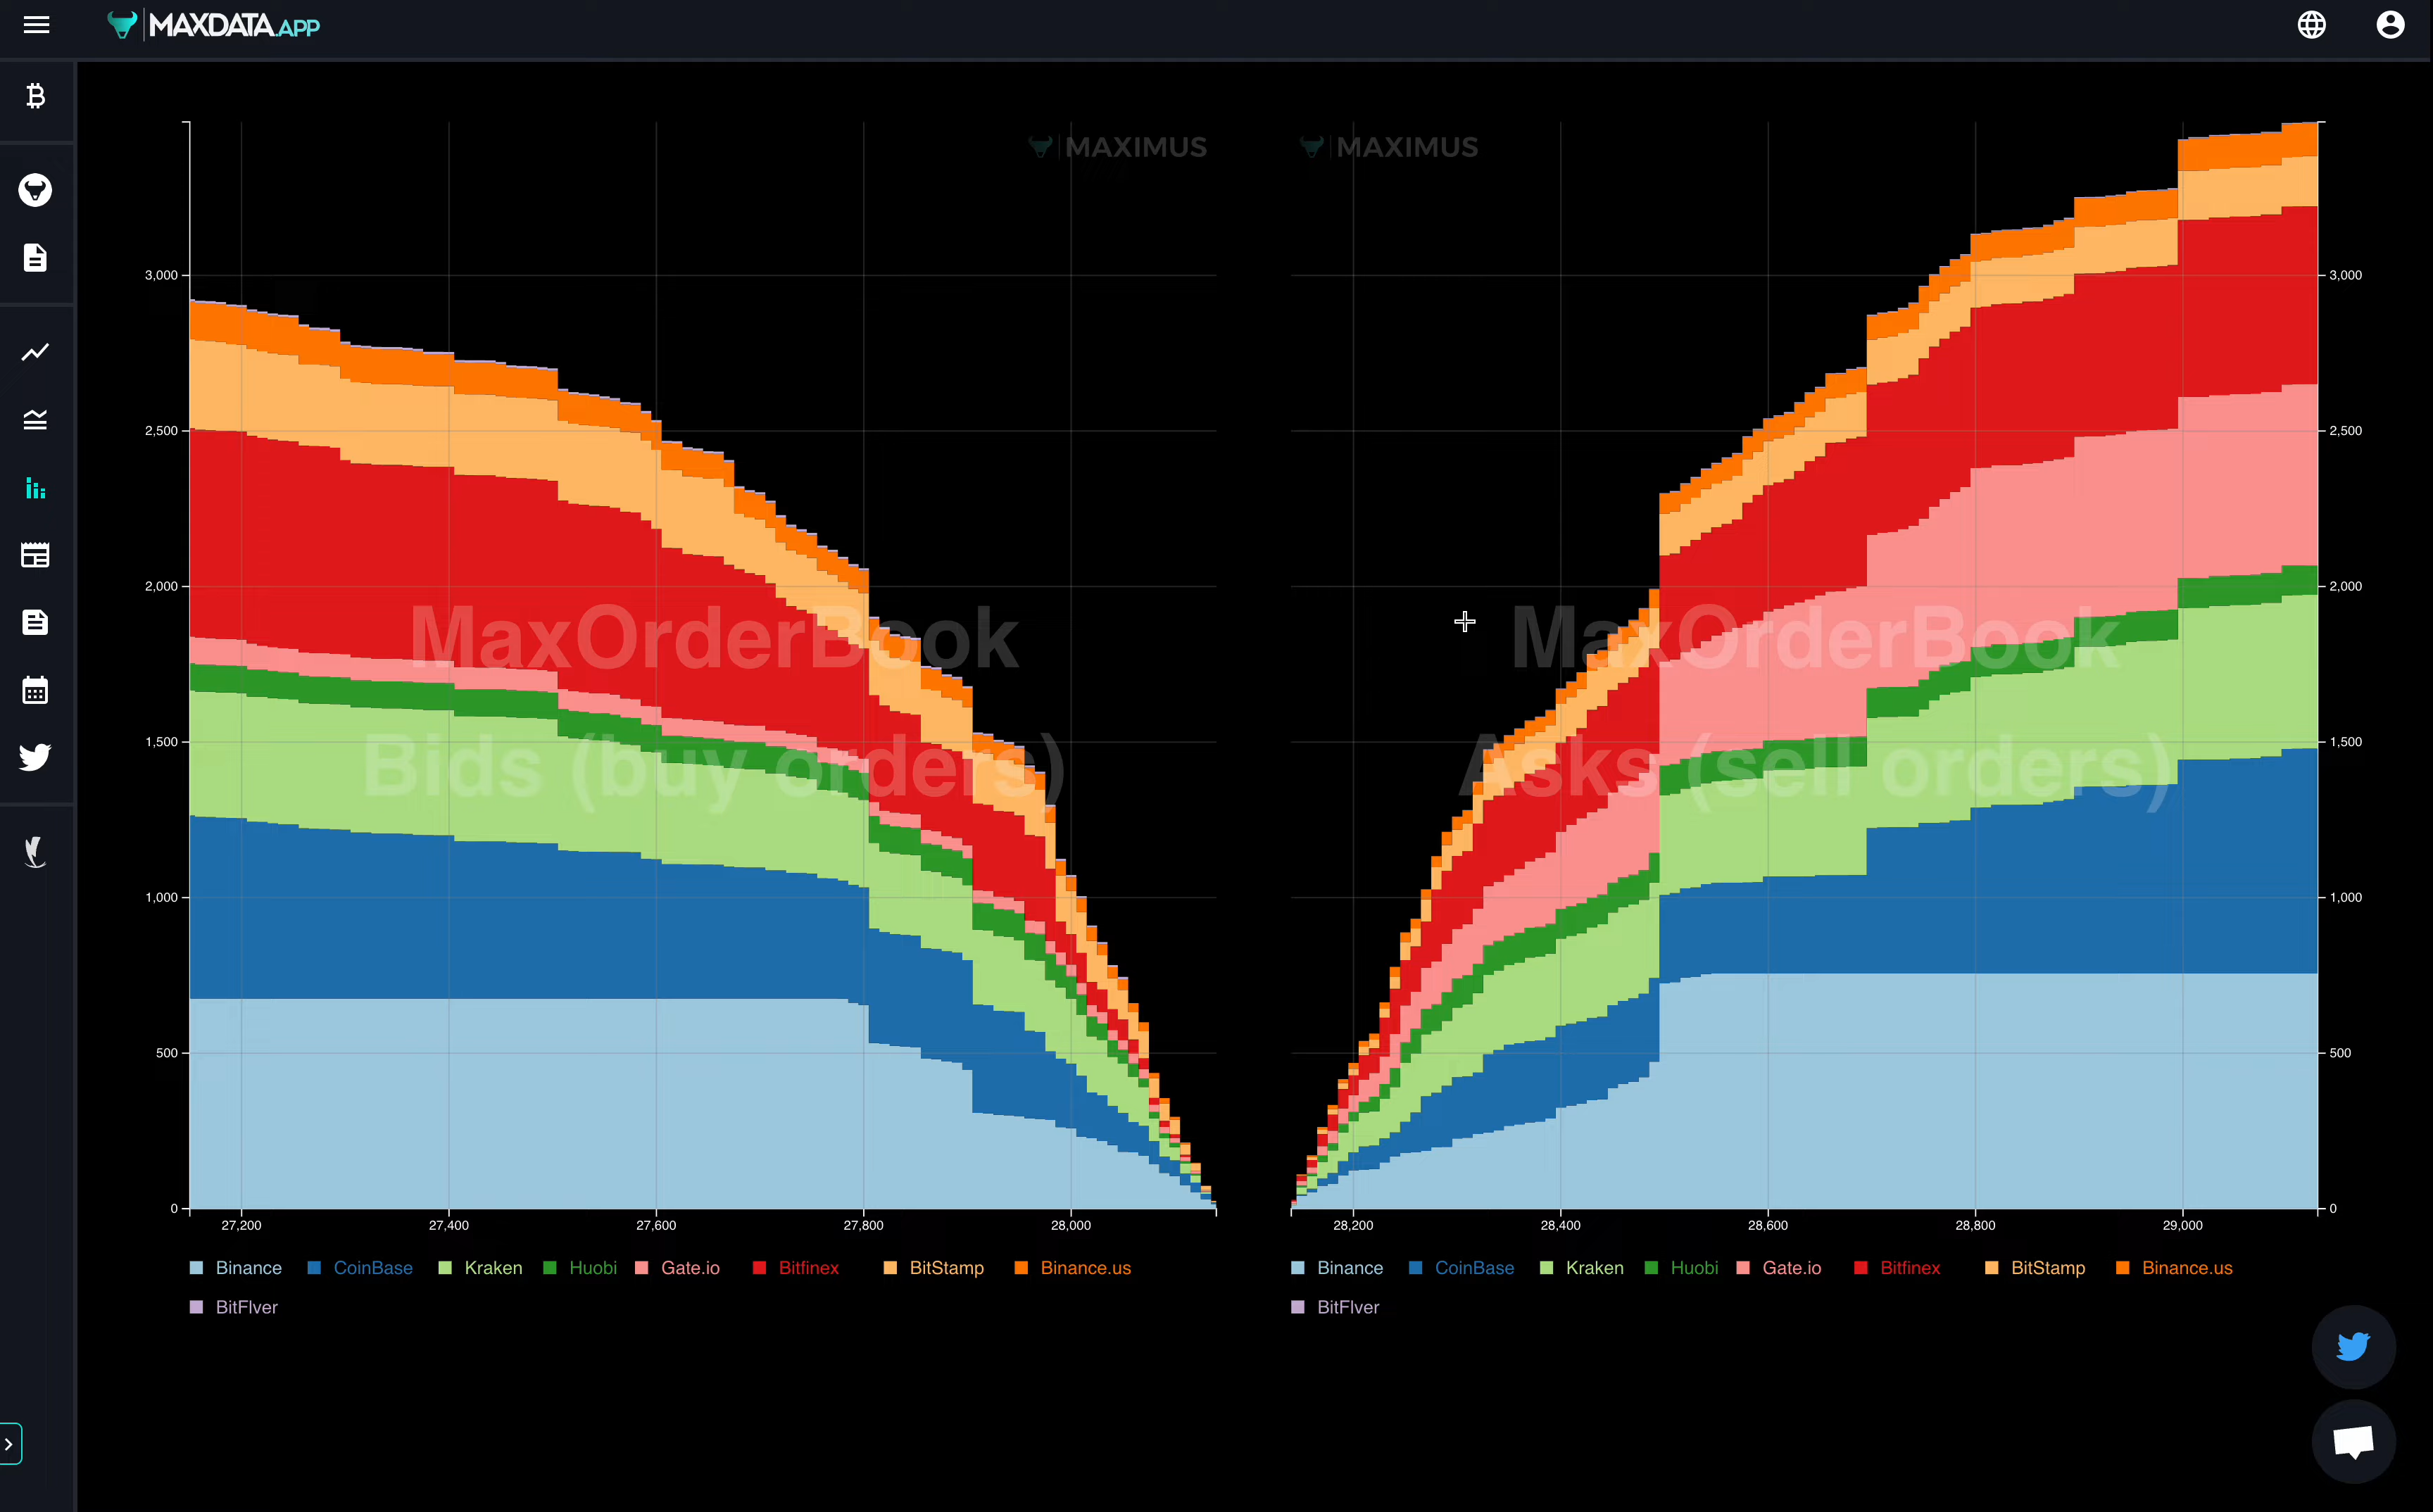 MAXDATA.APP
MAXIMUS
MAXIMUS
3,000
2,500
2,000
1,500
1,000
500
0
MaxOrderBook
Bids (buy orders)
27,200 27,400 27,600 27,800 28,000
Binance CoinBase Kraken Huobi Gate.io Bitfinex BitStamp Binance.us
BitFlyer
MaxOrderBook
Asks (sell orders)
3,000
2,500
2,000
1,500
1,000
500
0
28,200 28,400 28,600 28,800 29,000
Binance CoinBase Kraken Huobi Gate.io Bitfinex BitStamp Binance.us
BitFlyer